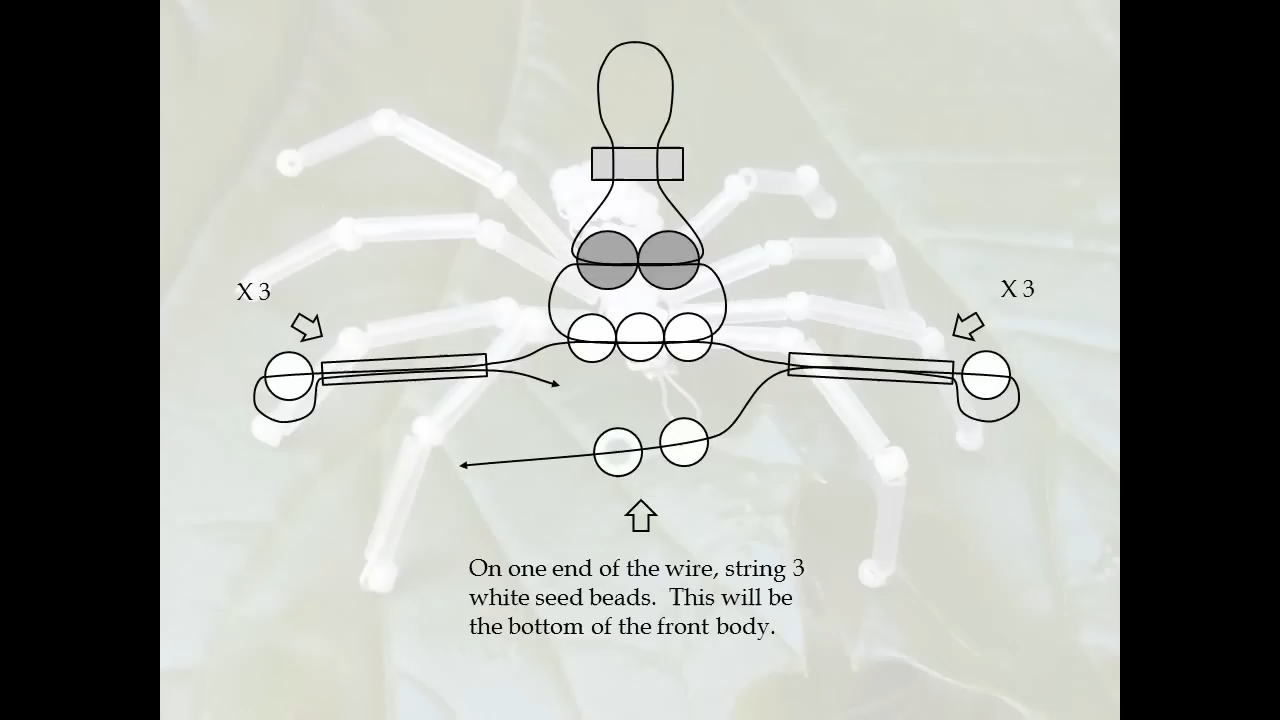 X 3
X 3
On one end of the wire, string 3
white seed beads.  This will be
the bottom of the front body.